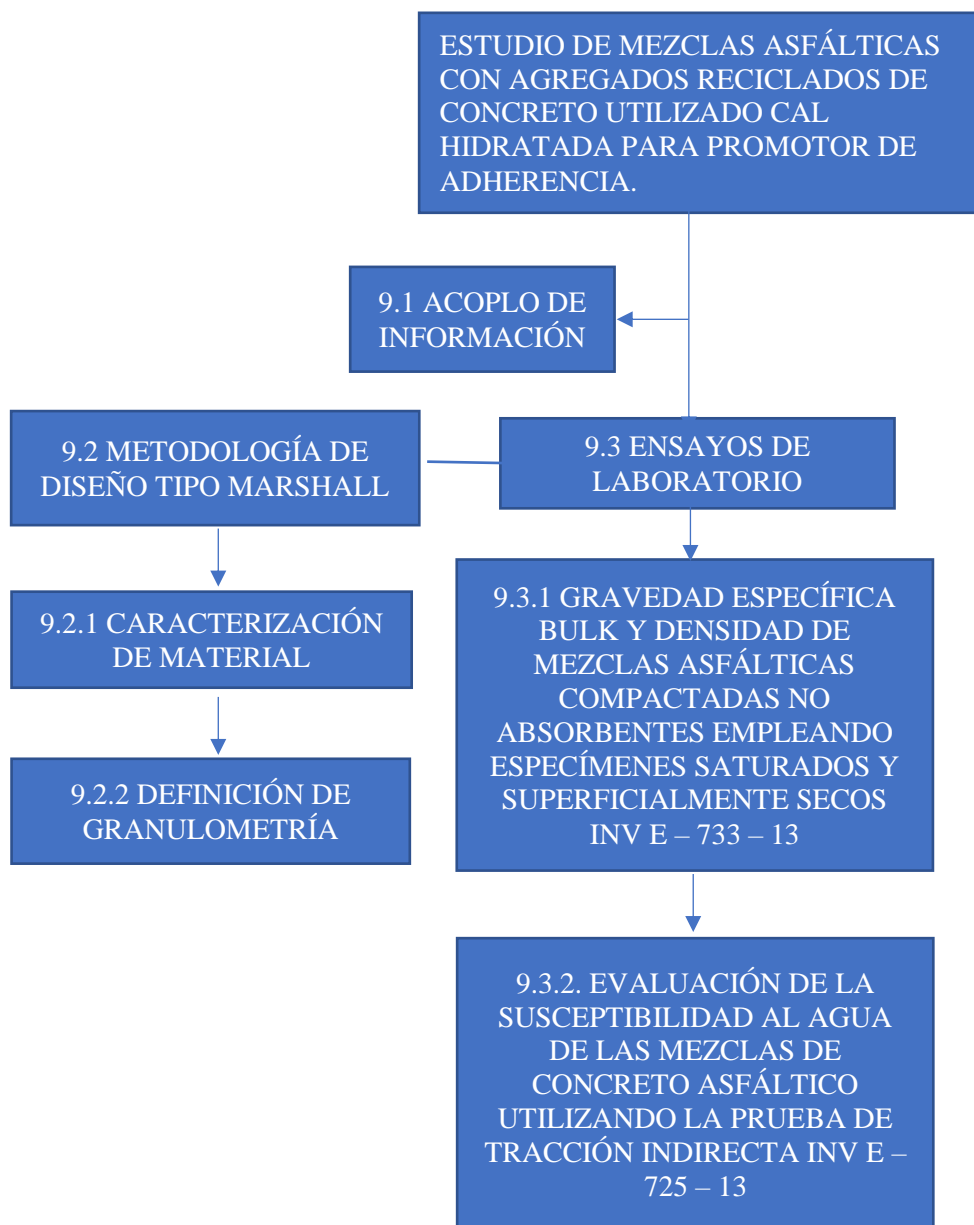 ESTUDIO DE MEZCLAS ASFÁLTICAS
CON AGREGADOS RECICLADOS DE
CONCRETO UTILIZADO CAL
HIDRATADA PARA PROMOTOR DE
ADHERENCIA.
9.1 ACOPLO DE
INFORMACIÓN
9.2 METODOLOGÍA DE
DISEÑO TIPO MARSHALL
9.3 ENSAYOS DE
LABORATORIO
9.2.1 CARACTERIZACIÓN
DE MATERIAL
9.2.2 DEFINICIÓN DE
GRANULOMETRÍA
9.3.1 GRAVEDAD ESPECÍFICA
BULK Y DENSIDAD DE
MEZCLAS ASFÁLTICAS
COMPACTADAS NO
ABSORBENTES EMPLEANDO
ESPECÍMENES SATURADOS Y
SUPERFICIALMENTE SECOS
INV E – 733 – 13
9.3.2. EVALUACIÓN DE LA
SUSCEPTIBILIDAD AL AGUA
DE LAS MEZCLAS DE
CONCRETO ASFÁLTICO
UTILIZANDO LA PRUEBA DE
TRACCIÓN INDIRECTA INV E –
725 – 13